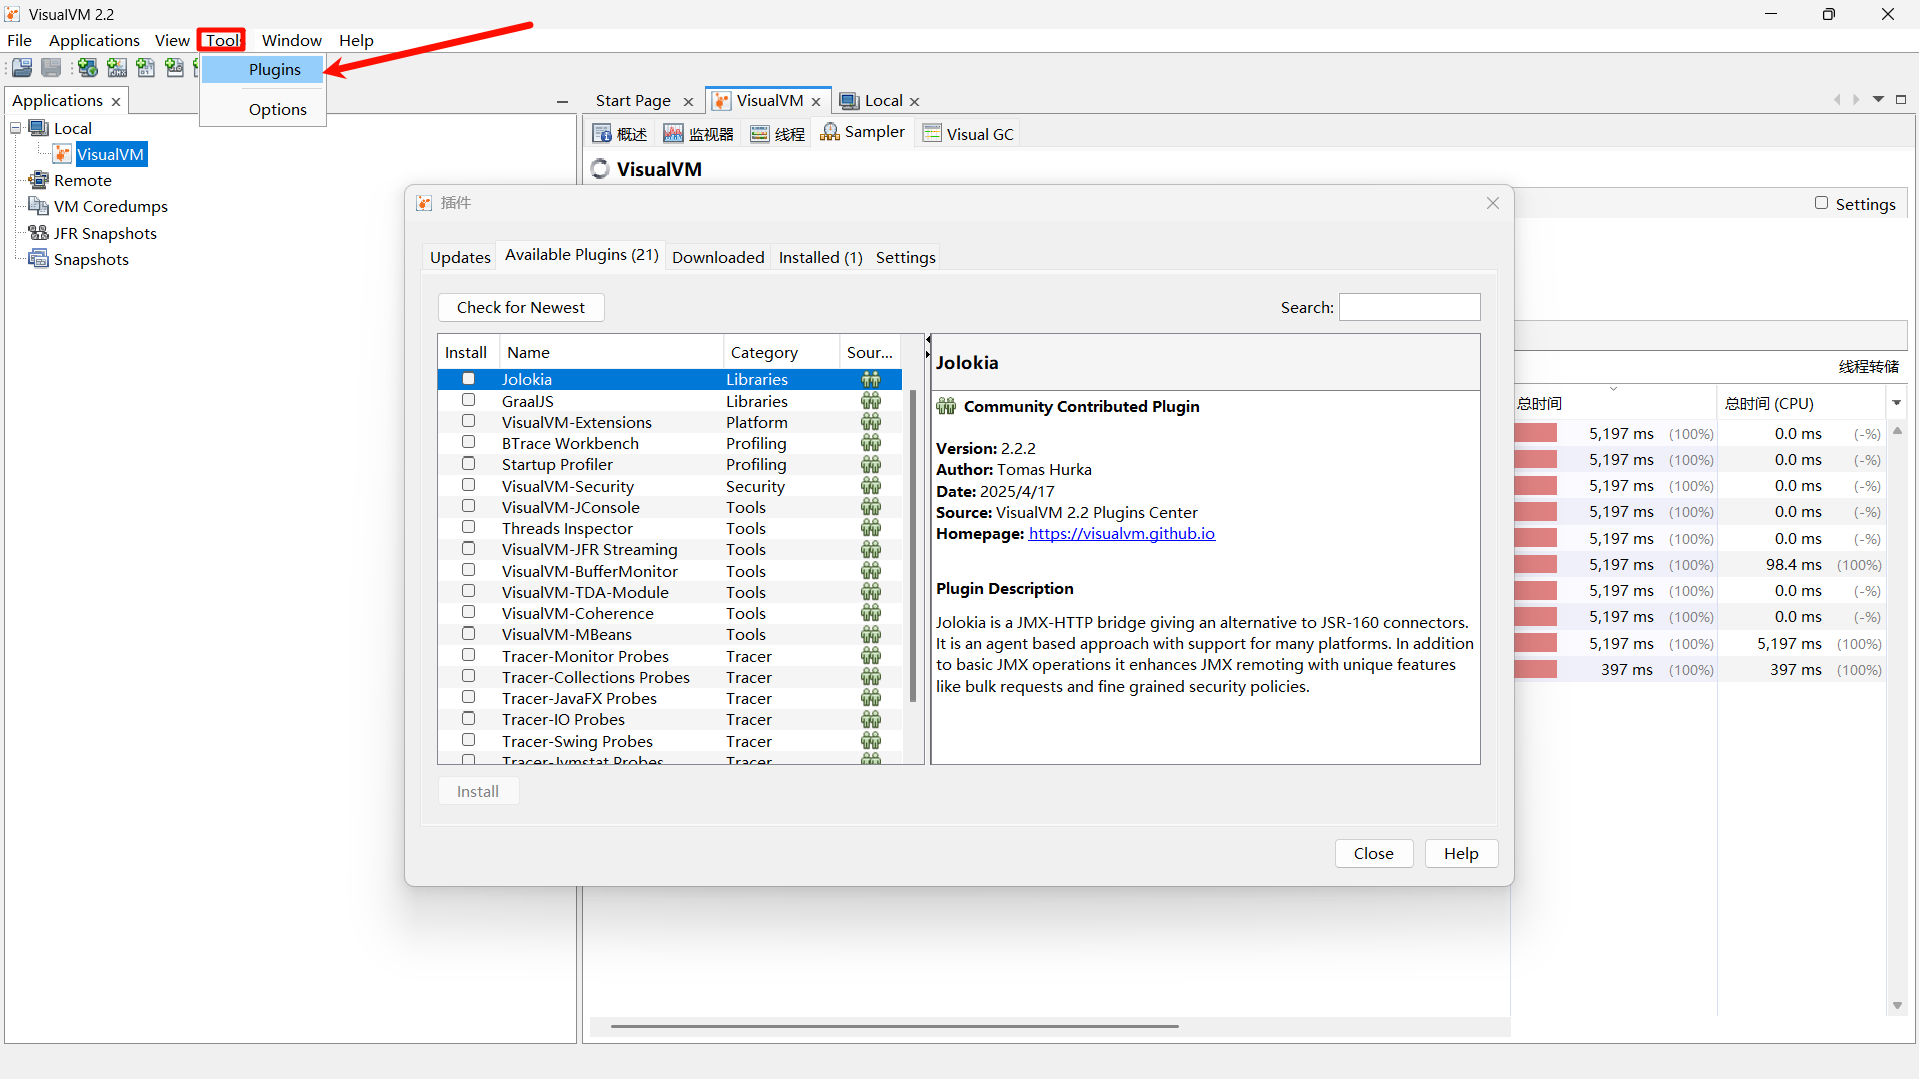 VisualVM 2.2
File Applications View Tools Window Help
Plugins
Options
Applications
Local
VisualVM
Remote
VM Coredumps
JFR Snapshots
Snapshots
Start Page VisualVM Local
概述 监视器 线程 Sampler Visual GC
VisualVM
Settings
插件
Updates Available Plugins (21) Downloaded Installed (1) Settings
Check for Newest Search:
Install Name Category Sour...
Jolokia Libraries
GraalJS Libraries
VisualVM-Extensions Platform
BTrace Workbench Profiling
Startup Profiler Profiling
VisualVM-Security Security
VisualVM-JConsole Tools
Threads Inspector Tools
VisualVM-JFR Streaming Tools
VisualVM-BufferMonitor Tools
VisualVM-TDA-Module Tools
VisualVM-Coherence Tools
VisualVM-MBeans Tools
Tracer-Monitor Probes Tracer
Tracer-Collections Probes Tracer
Tracer-JavaFX Probes Tracer
Tracer-IO Probes Tracer
Tracer-Swing Probes Tracer
Tracer-Jvmstat Probes Tracer
Install
Jolokia
Community Contributed Plugin
Version: 2.2.2
Author: Tomas Hurka
Date: 2025/4/17
Source: VisualVM 2.2 Plugins Center
Homepage: https://visualvm.github.io
Plugin Description
Jolokia is a JMX-HTTP bridge giving an alternative to JSR-160 connectors.
It is an agent based approach with support for many platforms. In addition
to basic JMX operations it enhances JMX remoting with unique features
like bulk requests and fine grained security policies.
Close Help
线程转储
总时间 总时间 (CPU)
5,197 ms (100%) 0.0 ms (-%)
5,197 ms (100%) 0.0 ms (-%)
5,197 ms (100%) 0.0 ms (-%)
5,197 ms (100%) 0.0 ms (-%)
5,197 ms (100%) 0.0 ms (-%)
5,197 ms (100%) 98.4 ms (100%)
5,197 ms (100%) 0.0 ms (-%)
5,197 ms (100%) 0.0 ms (-%)
5,197 ms (100%) 5,197 ms (100%)
397 ms (100%) 397 ms (100%)